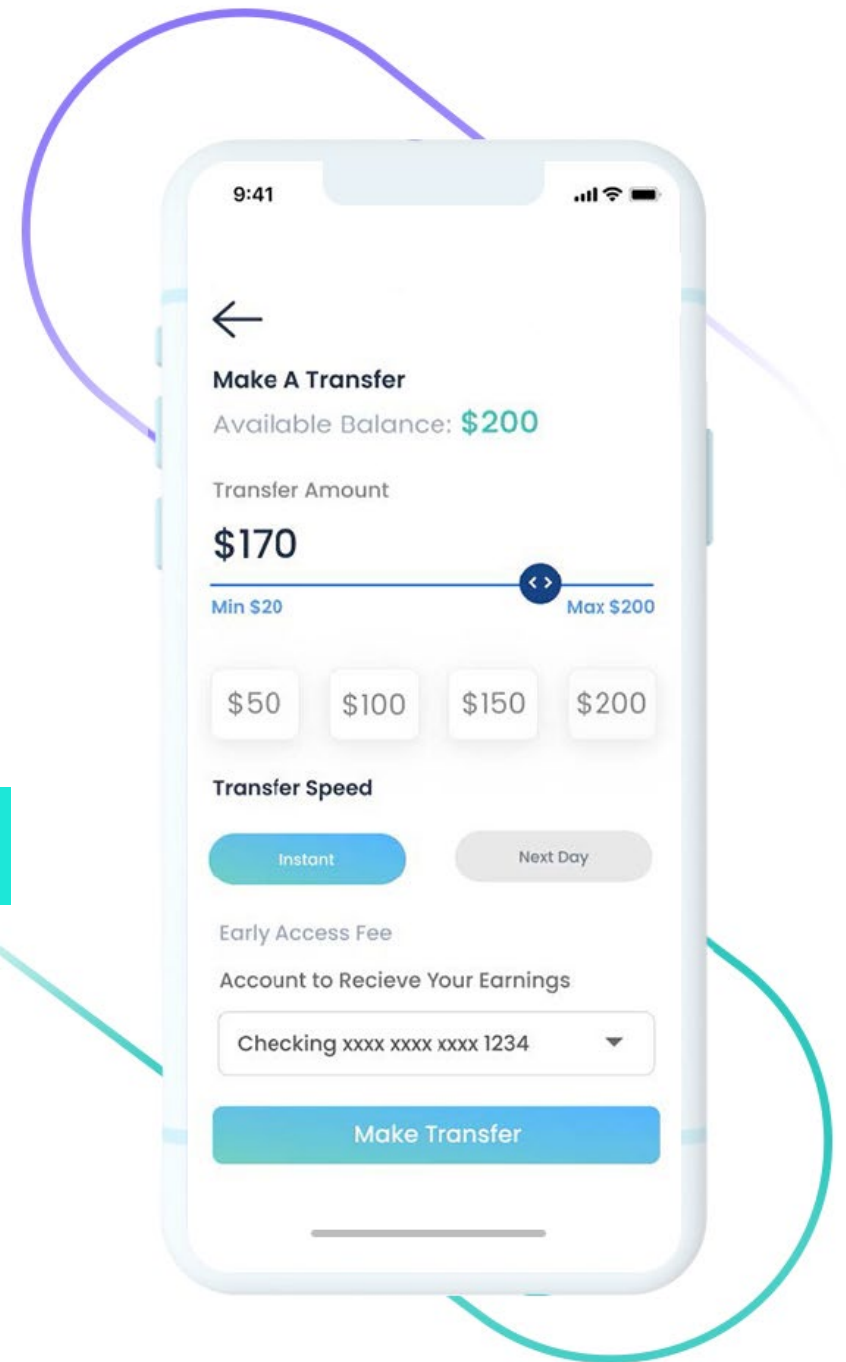 9:41
Make A Transfer
Available Balance: $200
Transfer Amount
$170
Min $20 Max $200
$50 $100 $150 $200
Transfer Speed
Instant Next Day
Early Access Fee
Account to Recieve Your Earnings
Checking xxxx xxxx xxxx 1234
Make Transfer